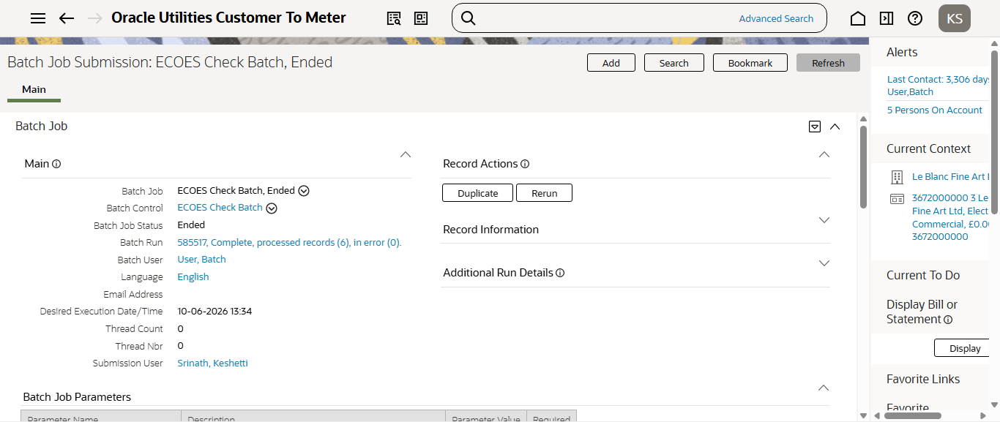 Oracle Utilities Customer To Meter
Advanced Search
KS
Batch Job Submission: ECOES Check Batch, Ended
Add
Search
Bookmark
Refresh
Main
Batch Job
Main
Batch Job ECOES Check Batch, Ended
Batch Control ECOES Check Batch
Batch Job Status Ended
Batch Run 585517, Complete, processed records (6), in error (0).
Batch User User, Batch
Language English
Email Address
Desired Execution Date/Time 10-06-2026 13:34
Thread Count 0
Thread Nbr 0
Submission User Srinath, Keshetti
Record Actions
Duplicate
Rerun
Record Information
Additional Run Details
Batch Job Parameters
Parameter Name Description Parameter Value Required
Alerts
Last Contact: 3,306 days
User,Batch
5 Persons On Account
Current Context
Le Blanc Fine Art
3672000000 3 Le
Fine Art Ltd, Elect
Commercial, £0.0
3672000000
Current To Do
Display Bill or
Statement
Display
Favorite Links
Favorite